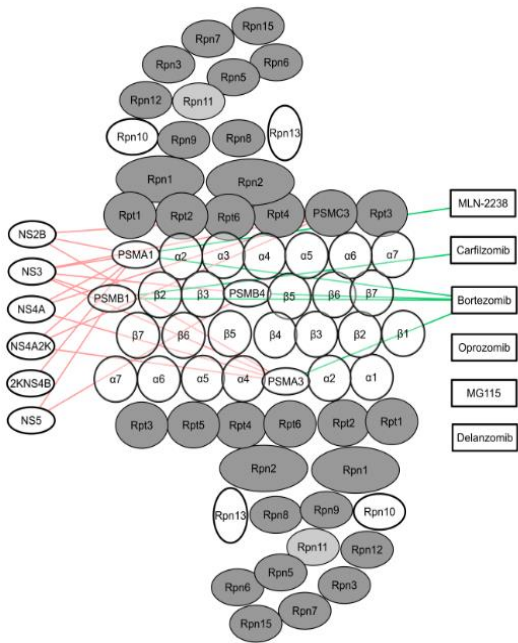 Rpn15
Rpn7
Rpn3
Rpn6
Rpn5
Rpn12
Rpn11
Rpn10
Rpn9
Rpn8
Rpn13
Rpn1
Rpn2
Rpt1
Rpt2
Rpt6
Rpt4
PSMC3
Rpt3
MLN-2238
NS2B
PSMA1
α2
α3
α4
α5
α6
α7
Carfilzomib
NS3
PSMB1
β2
β3
PSMB4
β5
β6
β7
Bortezomib
NS4A
β7
β6
β5
β4
β3
β2
β1
NS4A2K
Oprozomib
2KNS4B
α7
α6
α5
α4
PSMA3
α2
α1
MG115
NS5
Rpt3
Rpt5
Rpt4
Rpt6
Rpt2
Rpt1
Delanzomib
Rpn2
Rpn1
Rpn13
Rpn8
Rpn9
Rpn10
Rpn11
Rpn12
Rpn5
Rpn6
Rpn3
Rpn7
Rpn15